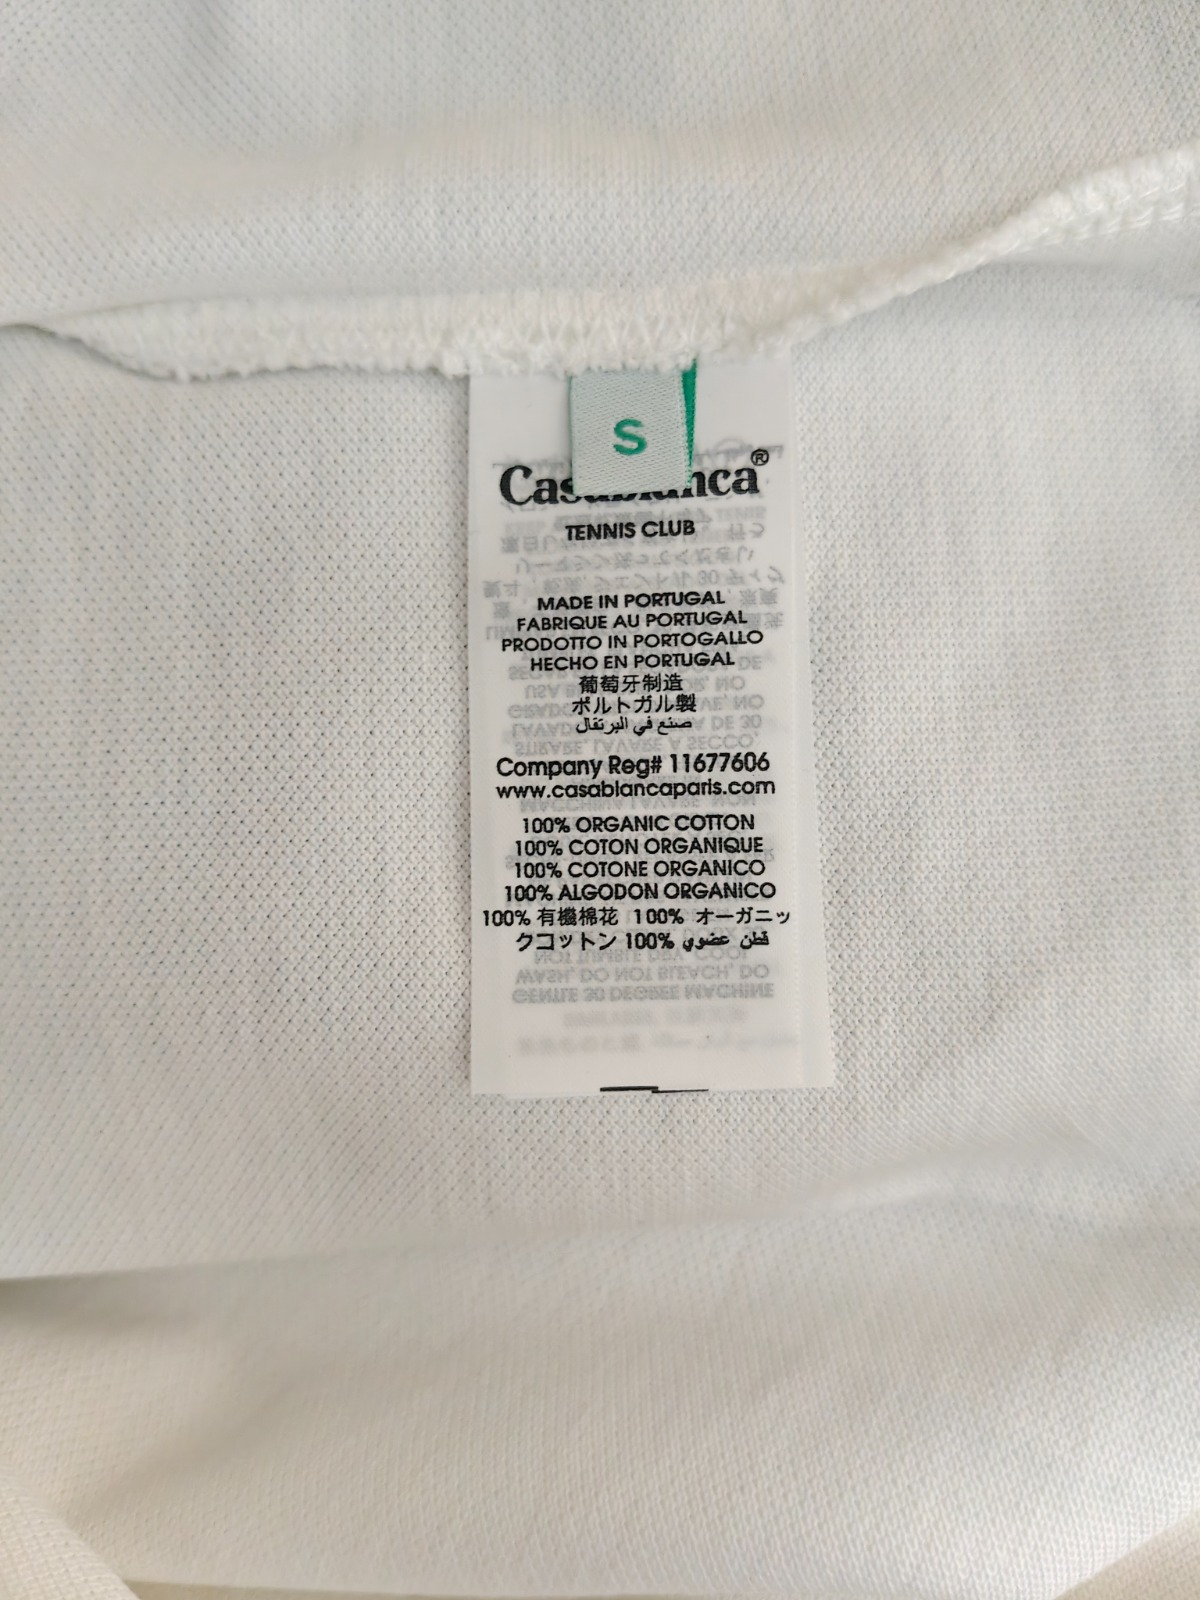 S
Casablanca®
TENNIS CLUB
MADE IN PORTUGAL
FABRIQUE AU PORTUGAL
PRODOTTO IN PORTOGALLO
HECHO EN PORTUGAL
葡萄牙制造
ポルトガル製
صنع في البرتقال
Company Reg# 11677606
www.casablancaparis.com
100% ORGANIC COTTON
100% COTON ORGANIQUE
100% COTONE ORGANICO
100% ALGODON ORGANICO
100% 有機棉花 100% オーガニッ
クコットン 100% قطن عضوي